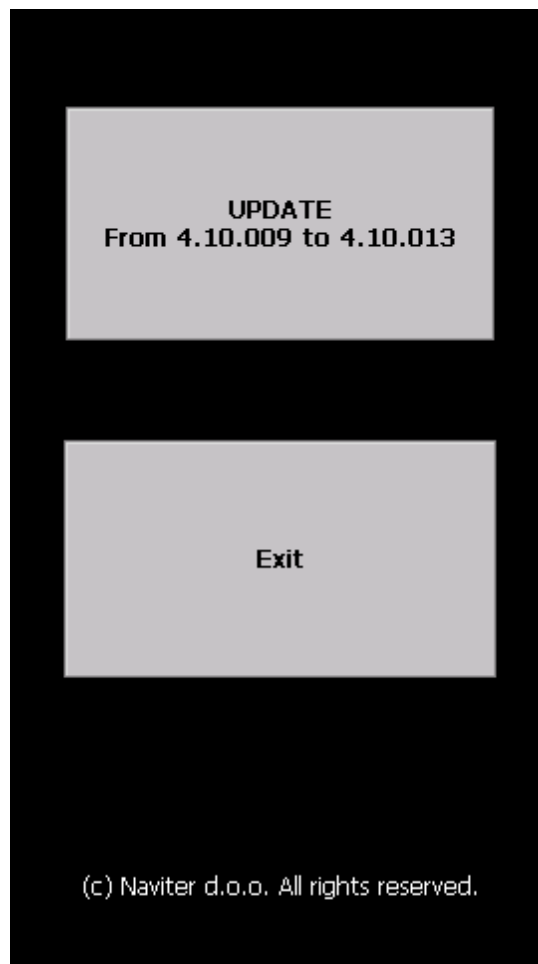 UPDATE
From 4.10.009 to 4.10.013
Exit
(c) Naviter d.o.o. All rights reserved.